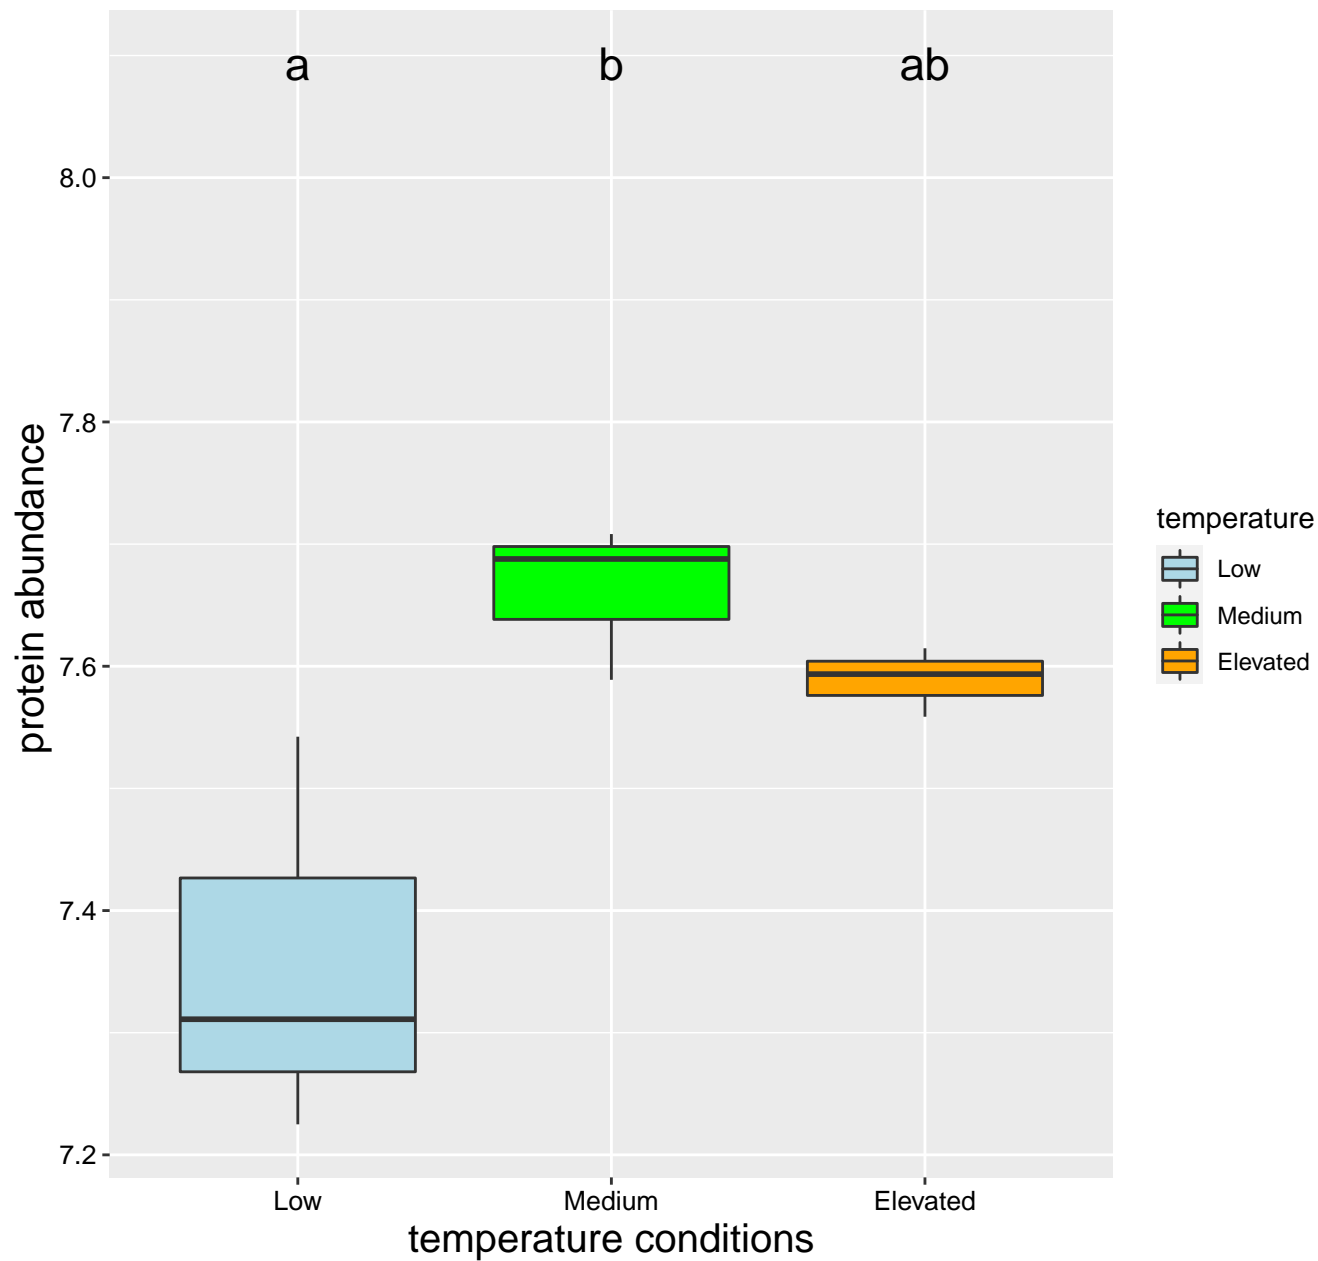 a b ab
8.0
7.8
7.6
7.4
7.2
protein abundance
Low Medium Elevated
temperature conditions
temperature
Low
Medium
Elevated